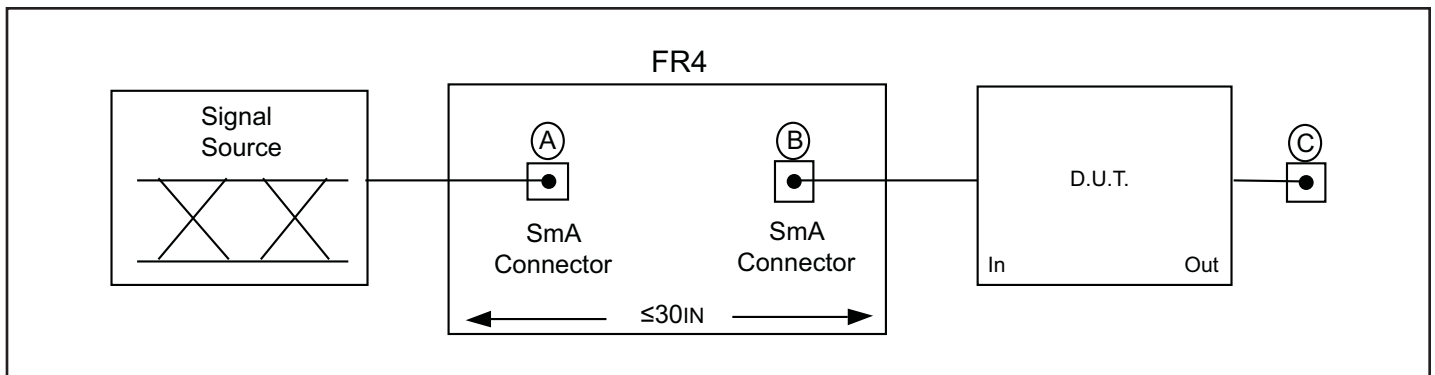 FR4
Signal
Source
A
B
C
D.U.T.
SmA
Connector
SmA
Connector
In
Out
≤30IN